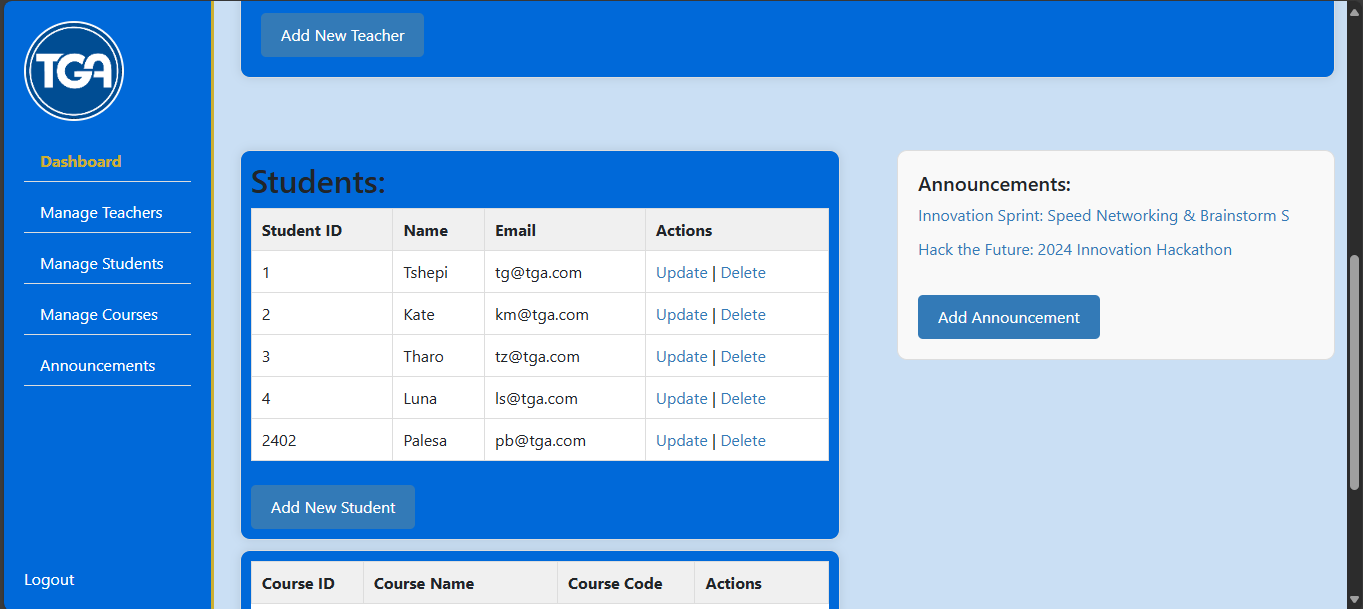 TGA
Dashboard
Manage Teachers
Manage Students
Manage Courses
Announcements
Logout
Add New Teacher
Students:
Student ID Name Email Actions
1 Tshepi tg@tga.com Update | Delete
2 Kate km@tga.com Update | Delete
3 Tharo tz@tga.com Update | Delete
4 Luna ls@tga.com Update | Delete
2402 Palesa pb@tga.com Update | Delete
Add New Student
Course ID Course Name Course Code Actions
Announcements:
Innovation Sprint: Speed Networking & Brainstorm S
Hack the Future: 2024 Innovation Hackathon
Add Announcement